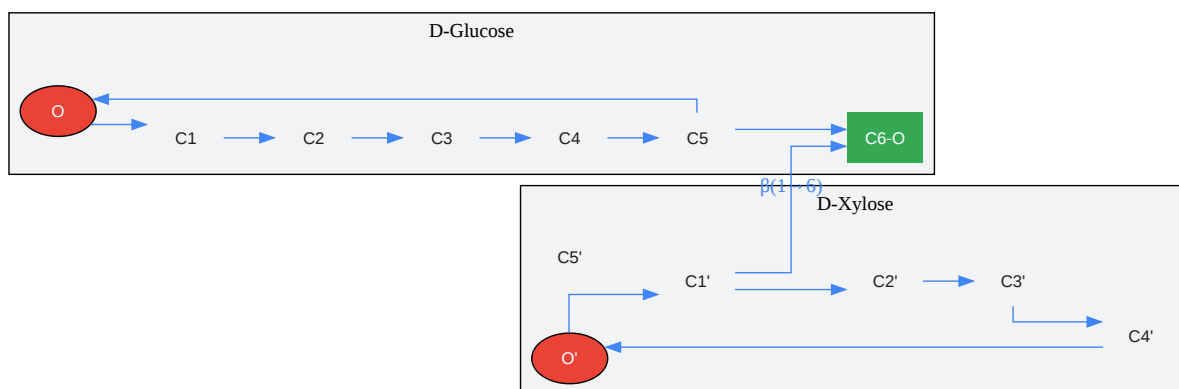 D-Glucose
O
C1
C2
C3
C4
C5
C6-O
β(1→6)
D-Xylose
C5'
C1'
C2'
C3'
C4'
O'